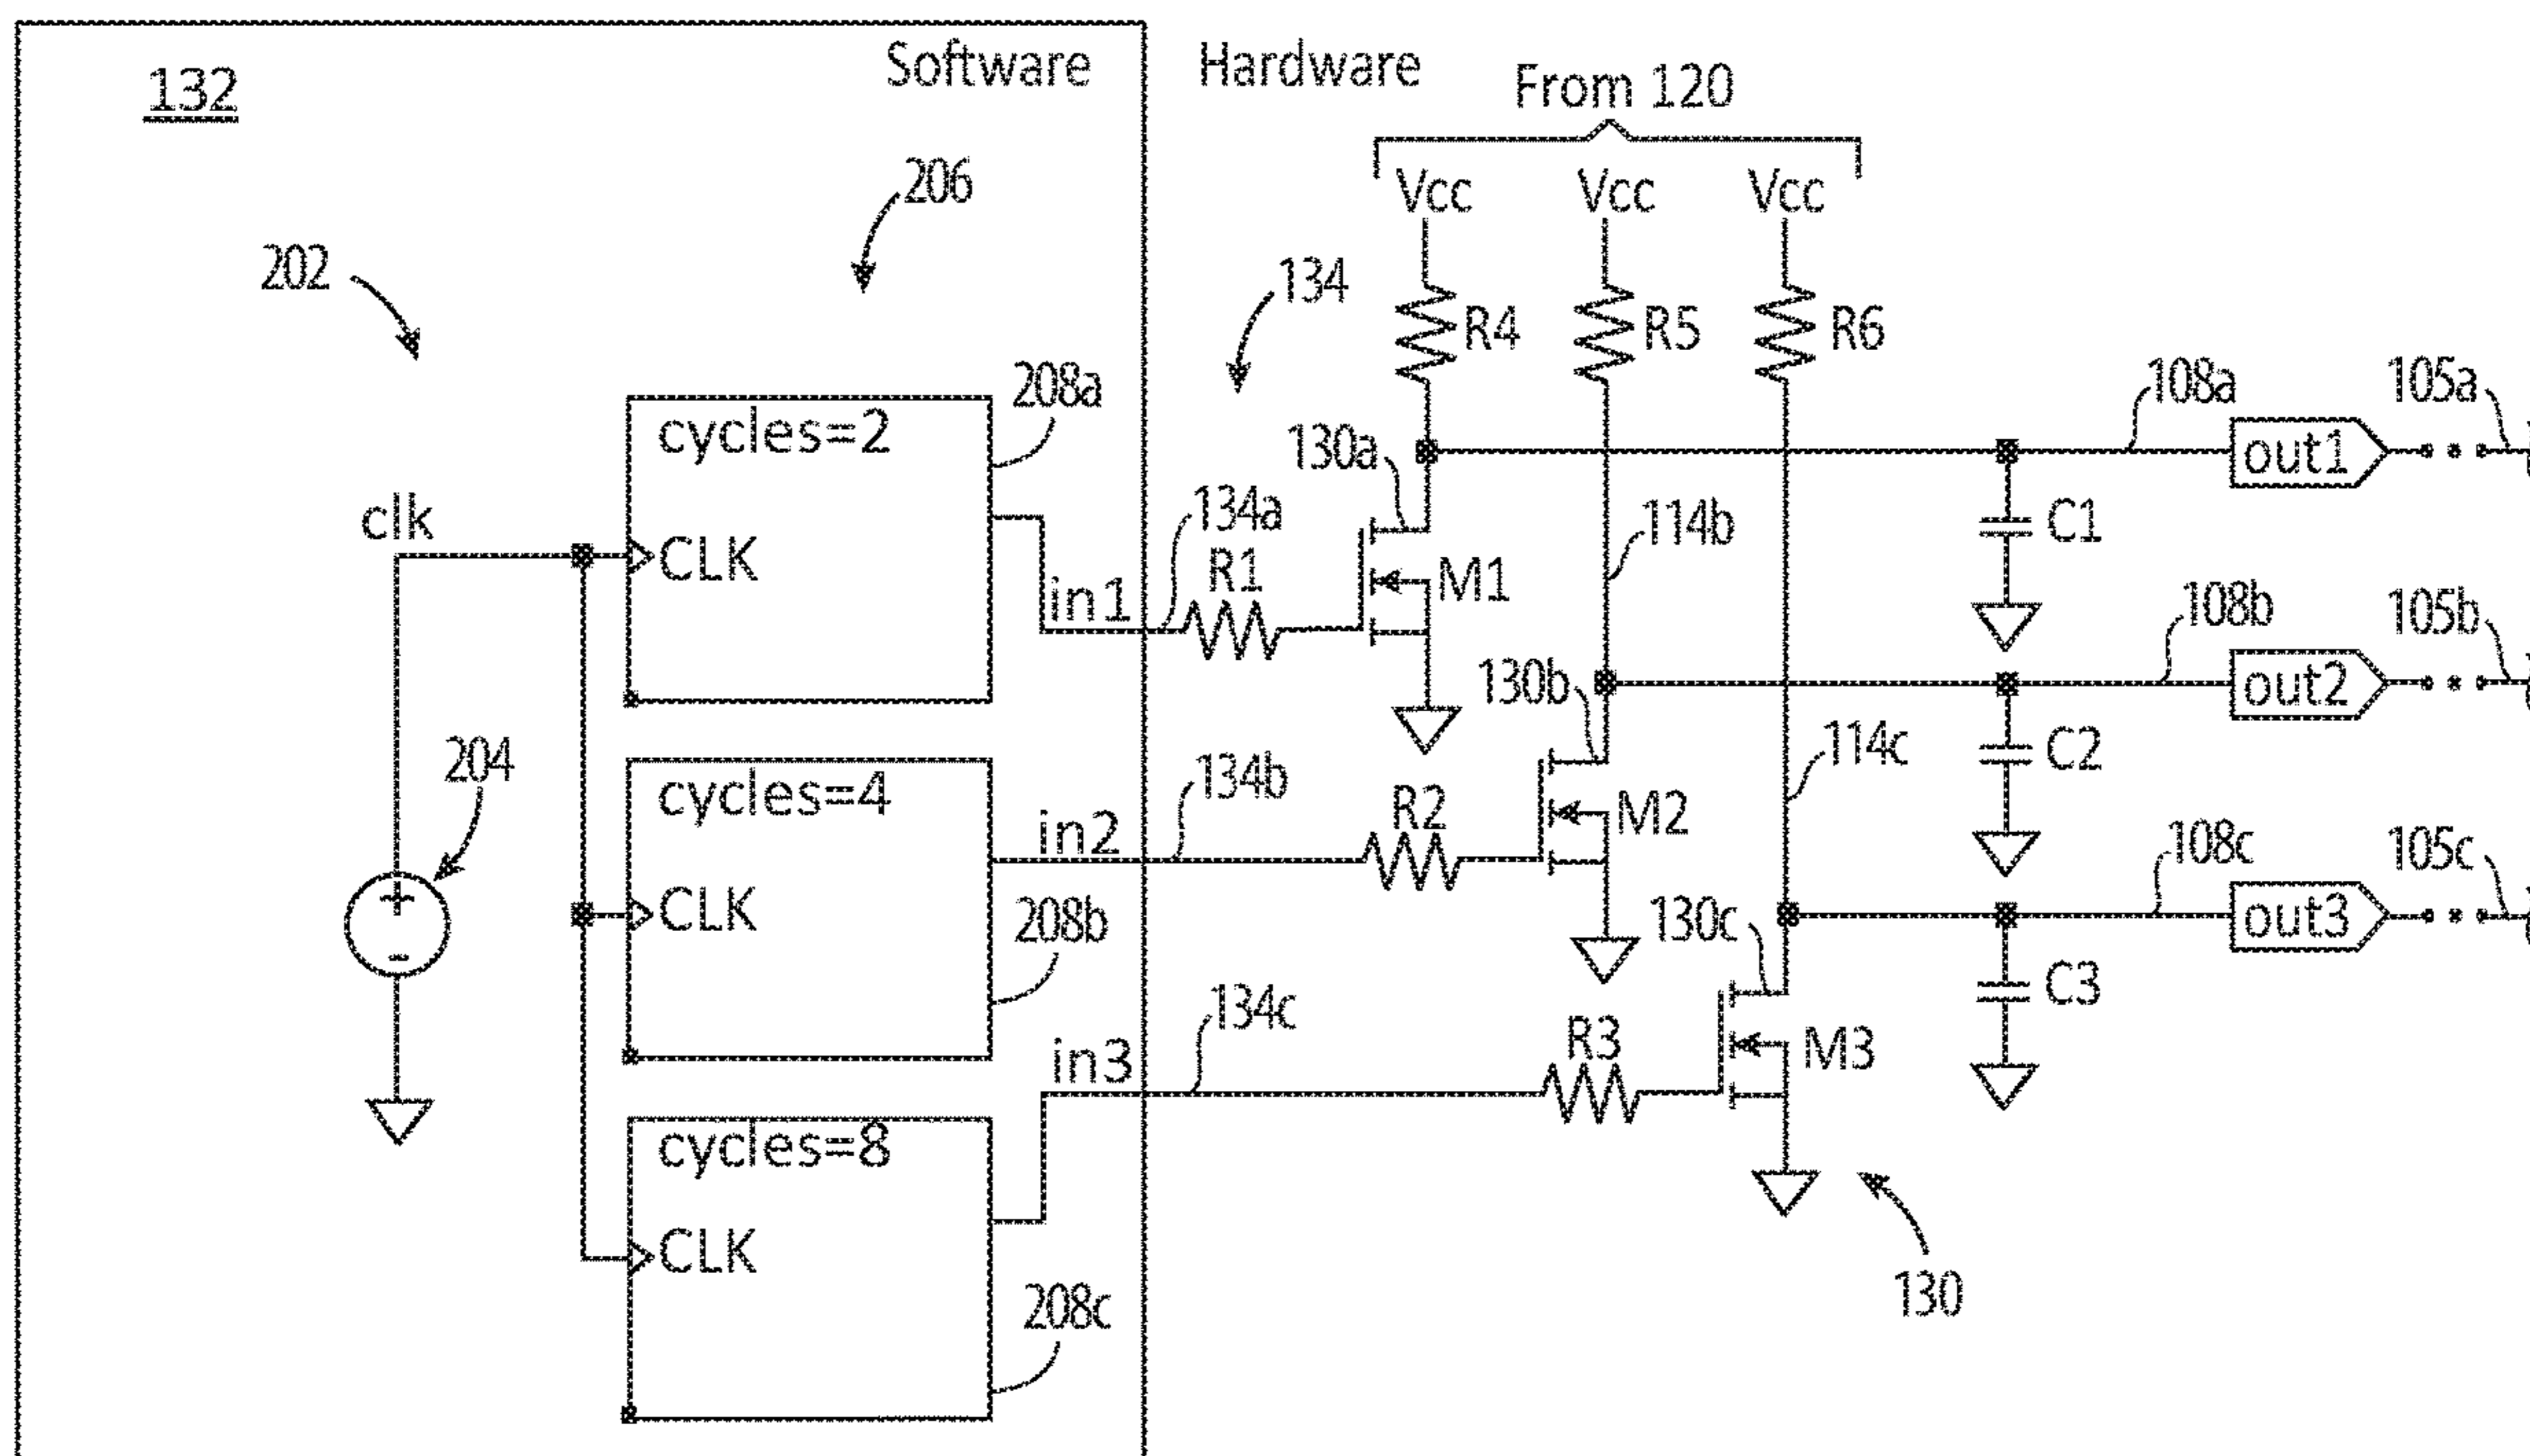 132
Software
Hardware
From 120
206
Vcc
Vcc
Vcc
202
134
R4
R5
R6
208a
108a
105a
cycles=2
130a
out1
clk
134a
114b
C1
CLK
R1
M1
in1
108b
105b
130b
out2
204
134b
114c
C2
cycles=4
R2
M2
in2
108c
105c
CLK
208b
130c
out3
134c
C3
in3
R3
M3
cycles=8
CLK
208c
130
+
-